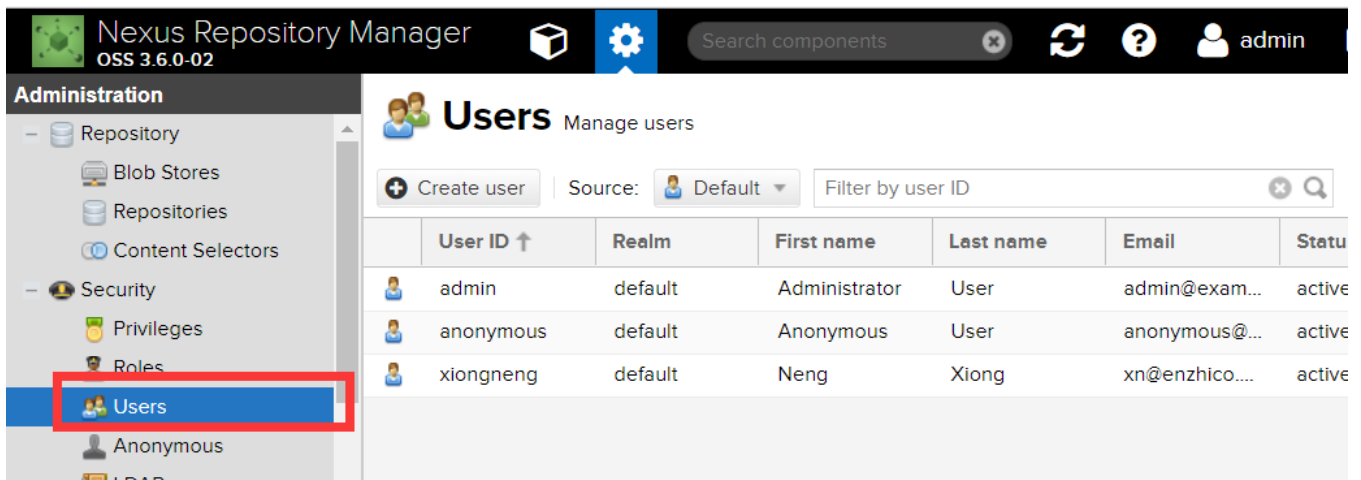 Nexus Repository Manager
OSS 3.6.0-02
Search components
admin
Administration
Repository
Blob Stores
Repositories
Content Selectors
Security
Privileges
Roles
Users
Anonymous
Users Manage users
Create user Source: Default Filter by user ID
User ID Realm First name Last name Email Statu
admin default Administrator User admin@exam... active
anonymous default Anonymous User anonymous@... active
xiongneng default Neng Xiong xn@enzhico.... active